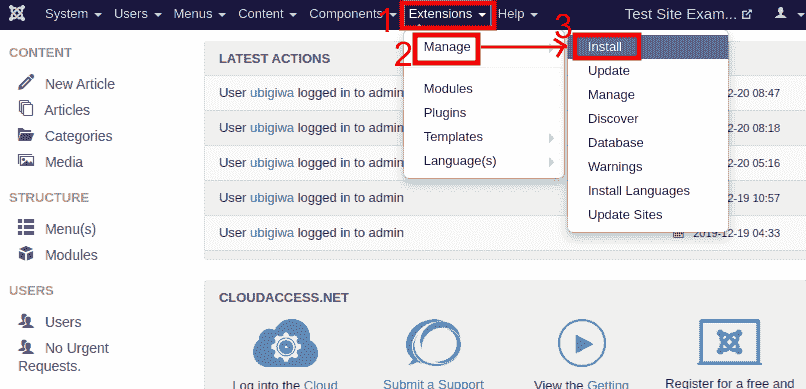 System Users Menus Content Components 1 Extensions Help Test Site Exam...
CONTENT
New Article
Articles
Categories
Media
STRUCTURE
Menu(s)
Modules
USERS
Users
No Urgent
Requests.
2 Manage
Modules
Plugins
Templates
Language(s)
3
Install
Update
Manage
Discover
Database
Warnings
Install Languages
Update Sites
LATEST ACTIONS
User ubigiwa logged in to admin 2-20 08:47
User ubigiwa logged in to admin 2-20 08:18
User ubigiwa logged in to admin 2-20 05:16
User ubigiwa logged in to admin 2-19 10:57
User ubigiwa logged in to admin 2019-12-19 04:33
CLOUDACCESS.NET
Log into the Cloud
Submit a Support
View the Getting
Register for a free and